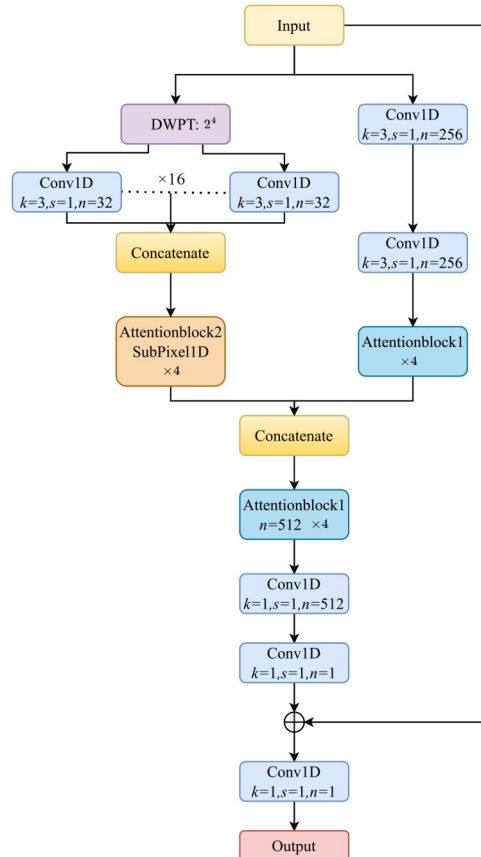 Input
DWPT: 2⁴
Conv1D
k=3,s=1,n=256
Conv1D
k=3,s=1,n=32
×16
Conv1D
k=3,s=1,n=32
Concatenate
Conv1D
k=3,s=1,n=256
Attentionblock2
SubPixel1D
×4
Attentionblock1
×4
Concatenate
Attentionblock1
n=512 ×4
Conv1D
k=1,s=1,n=512
Conv1D
k=1,s=1,n=1
Conv1D
k=1,s=1,n=1
Output